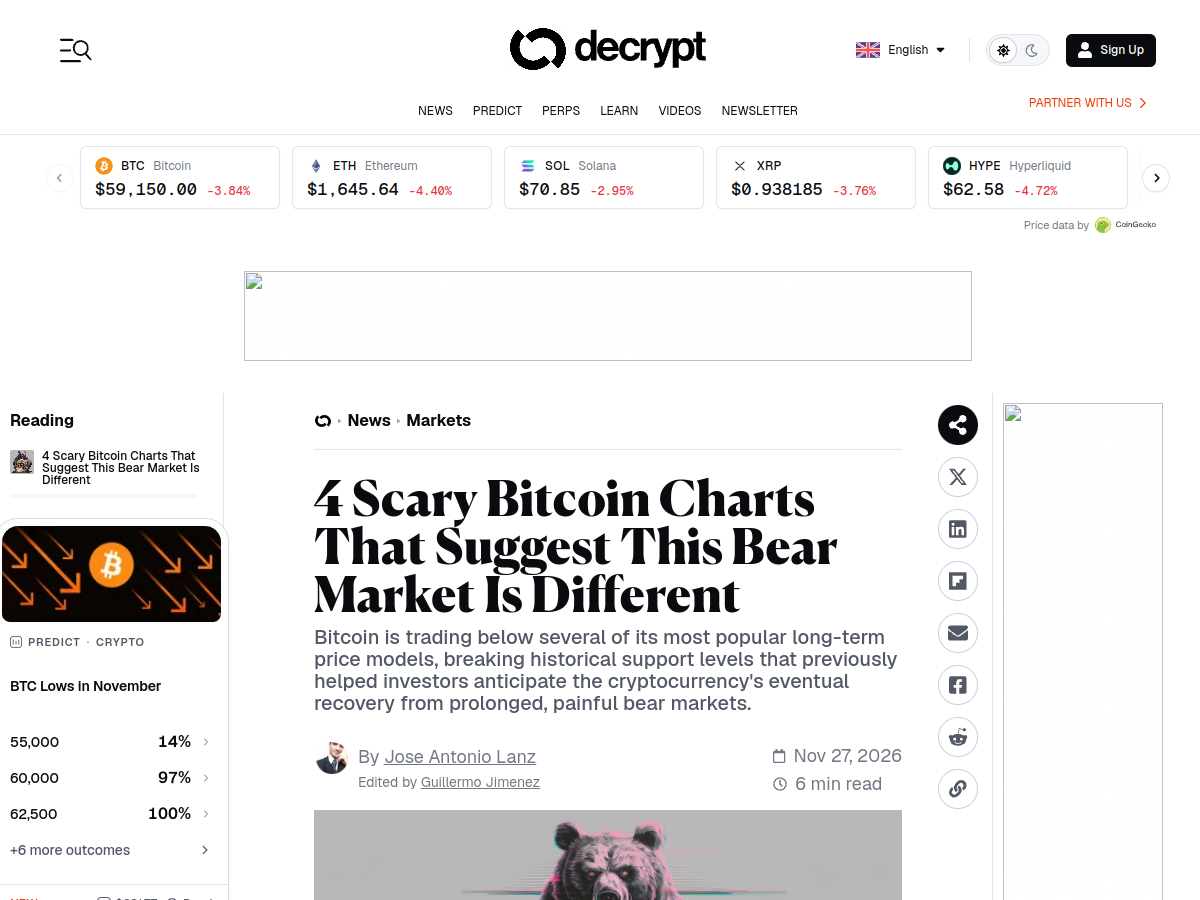 decrypt
English
Sign Up
NEWS PREDICT PERPS LEARN VIDEOS NEWSLETTER
PARTNER WITH US
BTC Bitcoin
$59,150.00 -3.84%
ETH Ethereum
$1,645.64 -4.40%
SOL Solana
$70.85 -2.95%
XRP
$0.938185 -3.76%
HYPE Hyperliquid
$62.58 -4.72%
Price data by CoinGecko
Reading
4 Scary Bitcoin Charts That
Suggest This Bear Market Is
Different
PREDICT · CRYPTO
BTC Lows in November
55,000 14%
60,000 97%
62,500 100%
+6 more outcomes
News Markets
4 Scary Bitcoin Charts
That Suggest This Bear
Market Is Different
Bitcoin is trading below several of its most popular long-term
price models, breaking historical support levels that previously
helped investors anticipate the cryptocurrency's eventual
recovery from prolonged, painful bear markets.
By Jose Antonio Lanz
Edited by Guillermo Jimenez
Nov 27, 2026
6 min read